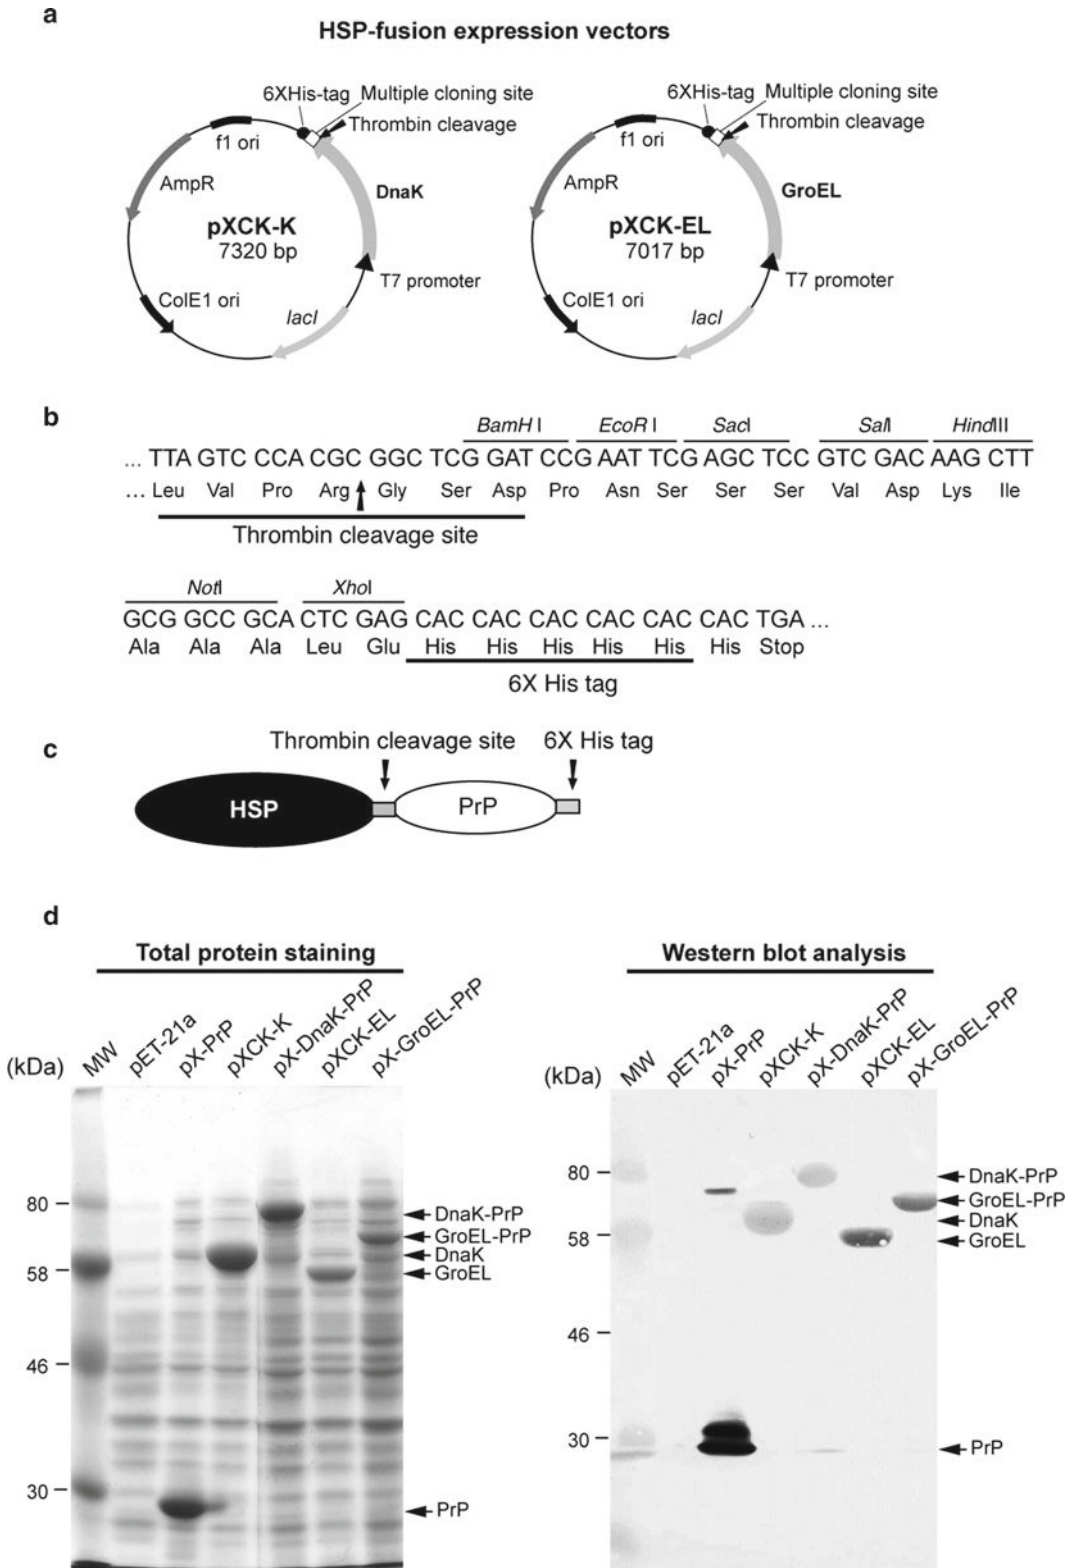 a
HSP-fusion expression vectors
6XHis-tag Multiple cloning site
Thrombin cleavage
f1 ori
AmpR
DnaK
pXCK-K
7320 bp
T7 promoter
ColE1 ori
lacI
6XHis-tag Multiple cloning site
Thrombin cleavage
f1 ori
AmpR
GroEL
pXCK-EL
7017 bp
T7 promoter
ColE1 ori
lacI
b
BamH I EcoR I SacI SalI HindIII
... TTA GTC CCA CGC GGC TCG GAT CCG AAT TCG AGC TCC GTC GAC AAG CTT
... Leu Val Pro Arg Gly Ser Asp Pro Asn Ser Ser Ser Val Asp Lys Ile
Thrombin cleavage site
NotI XhoI
GCG GCC GCA CTC GAG CAC CAC CAC CAC CAC CAC TGA ...
Ala Ala Ala Leu Glu His His His His His His Stop
6X His tag
c
Thrombin cleavage site 6X His tag
HSP PrP
d
Total protein staining
(kDa) MW pET-21a pX-PrP pXCK-K pX-DnaK-PrP pXCK-EL pX-GroEL-PrP
80
58
46
30
DnaK-PrP
GroEL-PrP
DnaK
GroEL
PrP
Western blot analysis
(kDa) MW pET-21a pX-PrP pXCK-K pX-DnaK-PrP pXCK-EL pX-GroEL-PrP
80
58
46
30
DnaK-PrP
GroEL-PrP
DnaK
GroEL
PrP